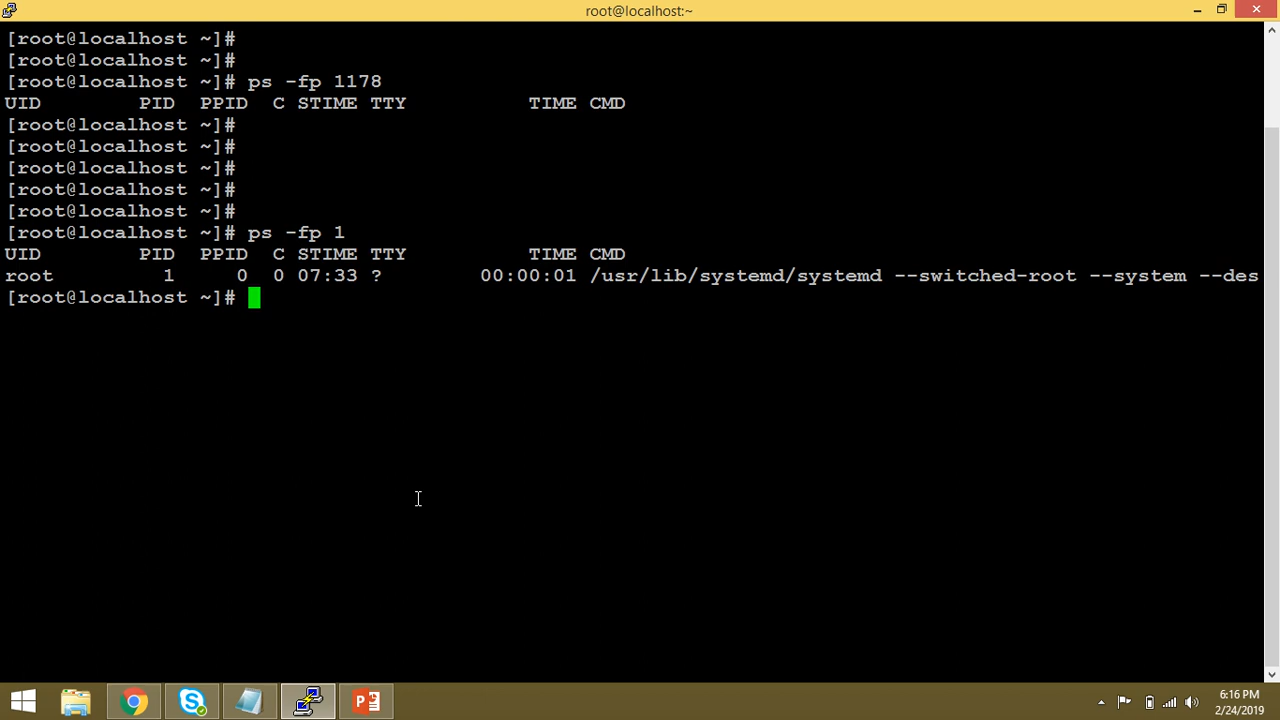 root@localhost:~
[root@localhost ~]#
[root@localhost ~]#
[root@localhost ~]# ps -fp 1178
UID        PID  PPID  C STIME TTY          TIME CMD
[root@localhost ~]#
[root@localhost ~]#
[root@localhost ~]#
[root@localhost ~]#
[root@localhost ~]#
[root@localhost ~]# ps -fp 1
UID        PID  PPID  C STIME TTY          TIME CMD
root         1     0  0 07:33 ?        00:00:01 /usr/lib/systemd/systemd --switched-root --system --des
[root@localhost ~]#
6:16 PM
2/24/2019